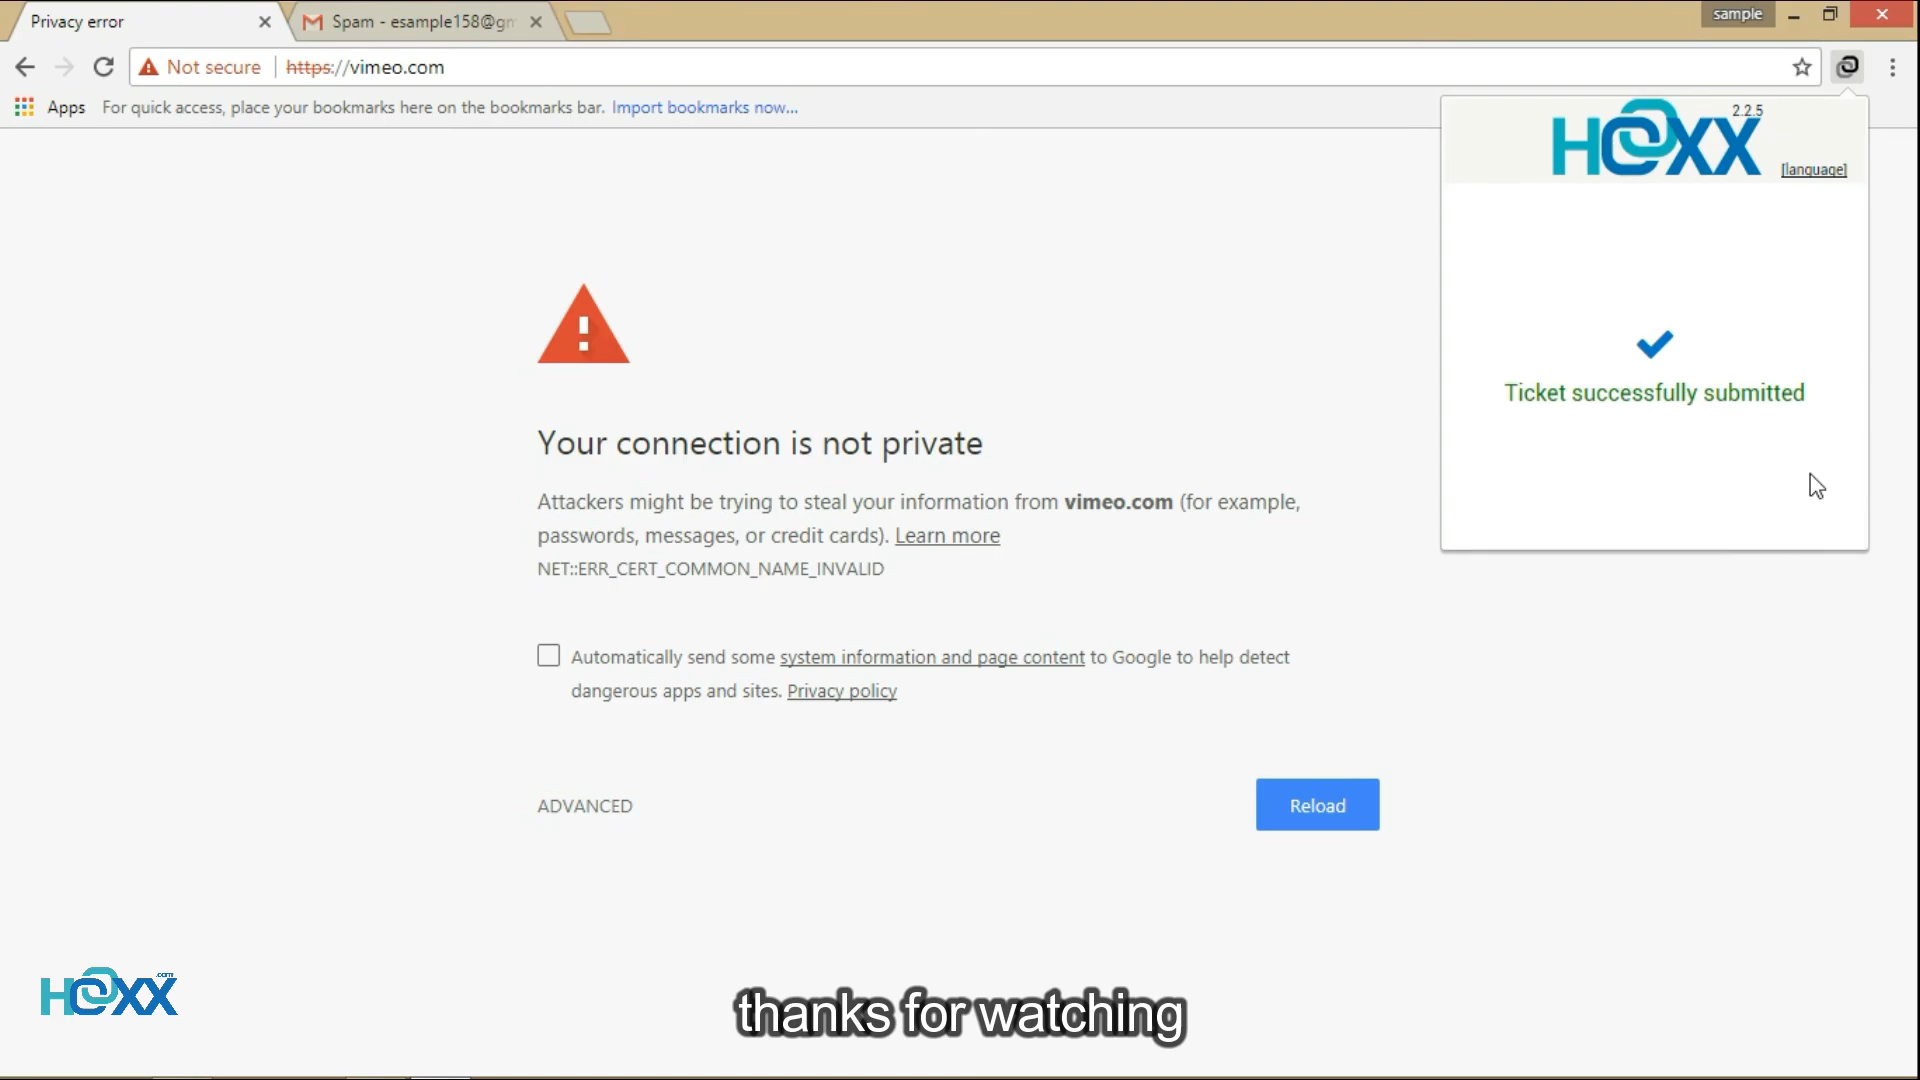 Privacy error
Spam - esample158@gm
sample
Not secure
https://vimeo.com
Apps
For quick access, place your bookmarks here on the bookmarks bar. Import bookmarks now...
HOXX
2.2.5
[language]
Ticket successfully submitted
Your connection is not private
Attackers might be trying to steal your information from vimeo.com (for example,
passwords, messages, or credit cards). Learn more
NET::ERR_CERT_COMMON_NAME_INVALID
Automatically send some system information and page content to Google to help detect
dangerous apps and sites. Privacy policy
ADVANCED
Reload
HOXX.com
thanks for watching